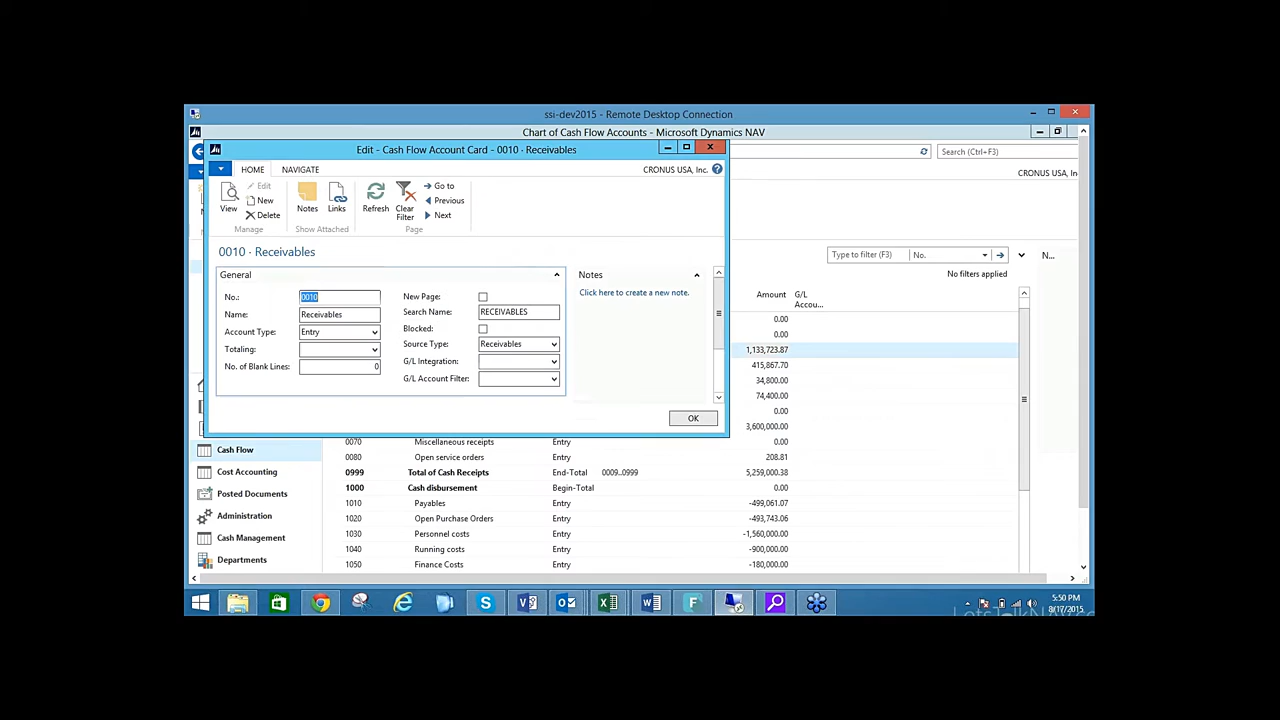 ssi-dev2015 - Remote Desktop Connection
Chart of Cash Flow Accounts - Microsoft Dynamics NAV
Edit - Cash Flow Account Card - 0010 · Receivables
Search (Ctrl+F3)
HOME NAVIGATE CRONUS USA, Inc.
CRONUS USA, In
View
Edit
New
Delete
Manage
Notes
Links
Show Attached
Refresh
Clear
Filter
Go to
Previous
Next
Page
0010 · Receivables
General
No.: 0010
Name: Receivables
Account Type: Entry
Totaling:
No. of Blank Lines: 0
New Page:
Search Name: RECEIVABLES
Blocked:
Source Type: Receivables
G/L Integration:
G/L Account Filter:
Notes
Click here to create a new note.
OK
Type to filter (F3) No.
N...
No filters applied
Amount G/L
Accou...
0.00
0.00
1,133,723.87
415,867.70
34,800.00
74,400.00
0.00
3,600,000.00
0070 Miscellaneous receipts Entry 0.00
0080 Open service orders Entry 208.81
0999 Total of Cash Receipts End-Total 0009..0999 5,259,000.38
1000 Cash disbursement Begin-Total 0.00
1010 Payables Entry -499,061.07
1020 Open Purchase Orders Entry -493,743.06
1030 Personnel costs Entry -1,560,000.00
1040 Running costs Entry -900,000.00
1050 Finance Costs Entry -180,000.00
Cash Flow
Cost Accounting
Posted Documents
Administration
Cash Management
Departments
5:50 PM
8/17/2015